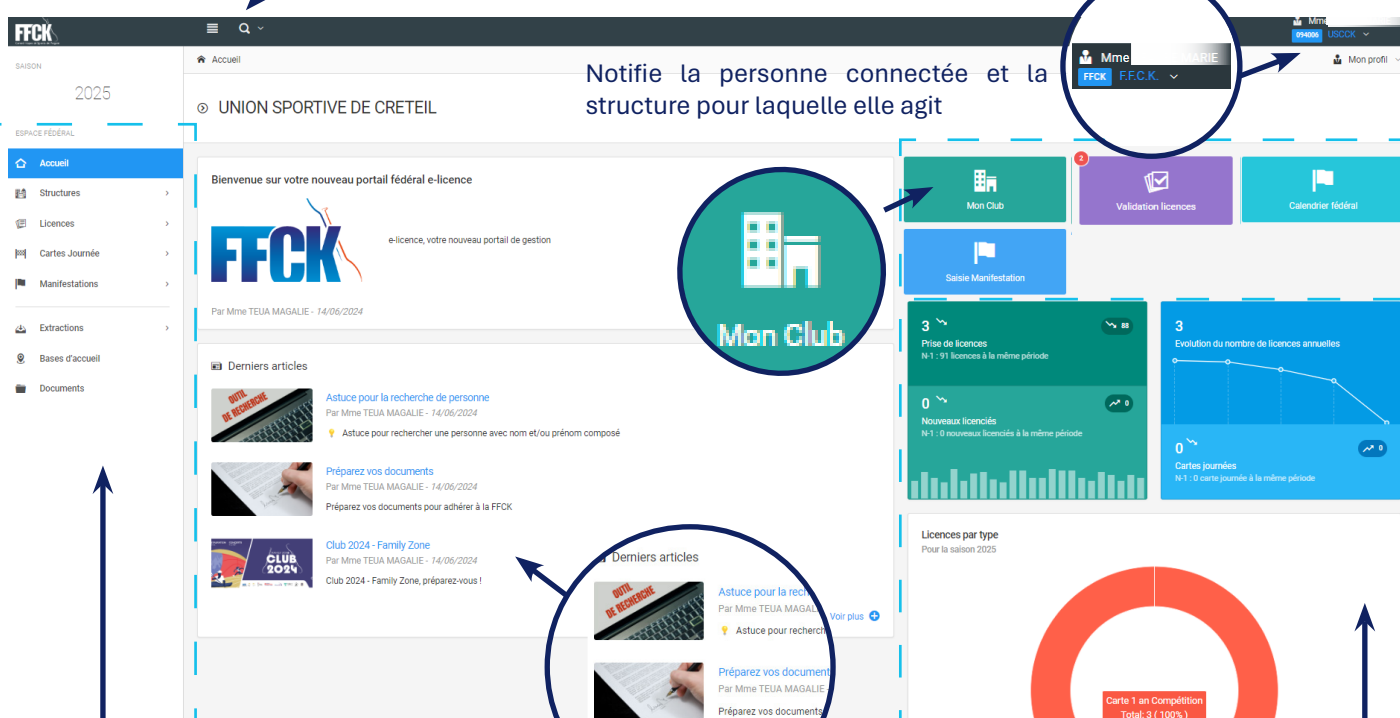 FFCK
Mme
094006 USCCK
SAISON
2025
Accueil
Mon profil
Notifie la personne connectée et la
structure pour laquelle elle agit
Mme
FFCK F.F.C.K.
UNION SPORTIVE DE CRETEIL
ESPACE FÉDÉRAL
Accueil
Structures
Licences
Cartes Journée
Manifestations
Extractions
Bases d'accueil
Documents
Bienvenue sur votre nouveau portail fédéral e-licence
FFCK
e-licence, votre nouveau portail de gestion
Par Mme TEUA MAGALIE - 14/06/2024
Mon Club
Derniers articles
OUTIL
DE RECHERCHE
Astuce pour la recherche de personne
Par Mme TEUA MAGALIE - 14/06/2024
Astuce pour rechercher une personne avec nom et/ou prénom composé
Préparez vos documents
Par Mme TEUA MAGALIE - 14/06/2024
Préparez vos documents pour adhérer à la FFCK
CLUB
2024
Club 2024 - Family Zone
Par Mme TEUA MAGALIE - 14/06/2024
Club 2024 - Family Zone, préparez-vous !
Derniers articles
OUTIL
DE RECHERCHE
Astuce pour la rech
Par Mme TEUA MAGAL
Astuce pour recherch
Voir plus
Préparez vos document
Par Mme TEUA MAGALIE -
Préparez vos documents
Mon Club
2
Validation licences
Calendrier fédéral
Saisie Manifestation
3
88
Prise de licences
N-1 : 91 licences à la même période
0
0
Nouveaux licenciés
N-1 : 0 nouveaux licenciés à la même période
3
Evolution du nombre de licences annuelles
0
0
Cartes journées
N-1 : 0 carte journée à la même période
Licences par type
Pour la saison 2025
Carte 1 an Compétition
Total: 3 ( 100% )